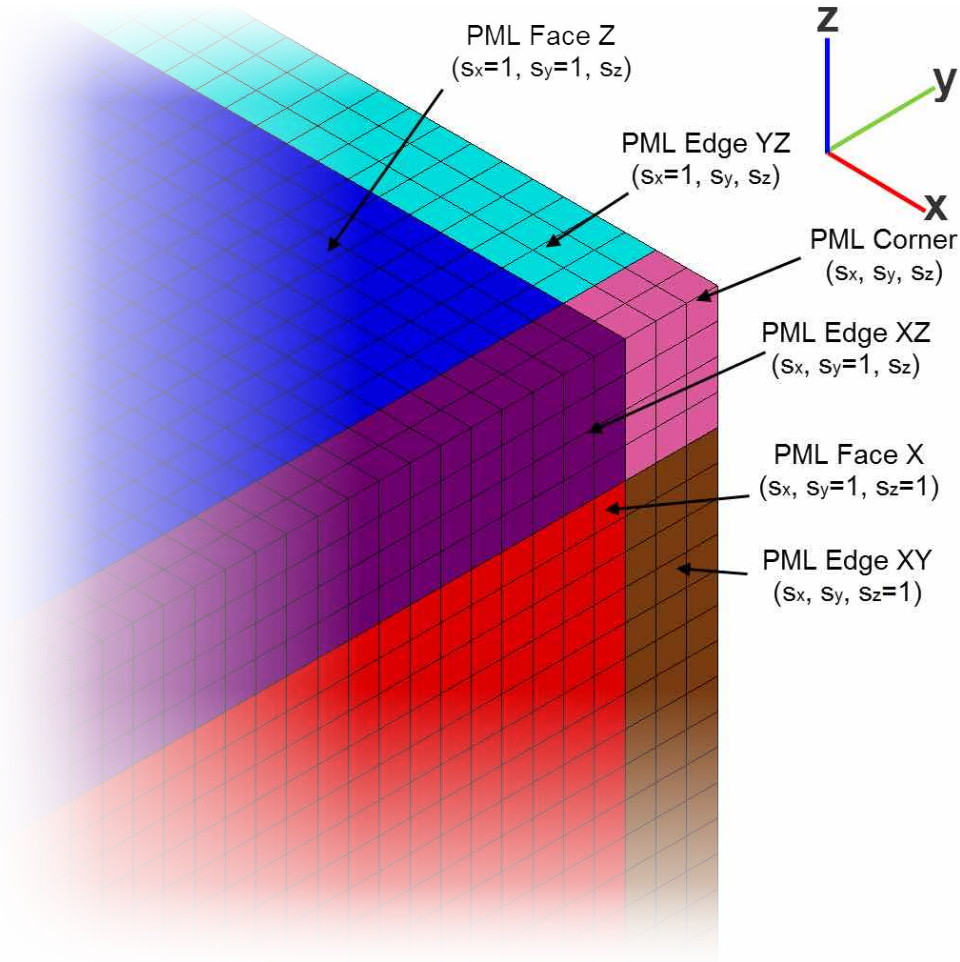 PML Face Z
(sx=1, sy=1, sz)
z
y
x
PML Edge YZ
(sx=1, sy, sz)
PML Corner
(sx, sy, sz)
PML Edge XZ
(sx, sy=1, sz)
PML Face X
(sx, sy=1, sz=1)
PML Edge XY
(sx, sy, sz=1)